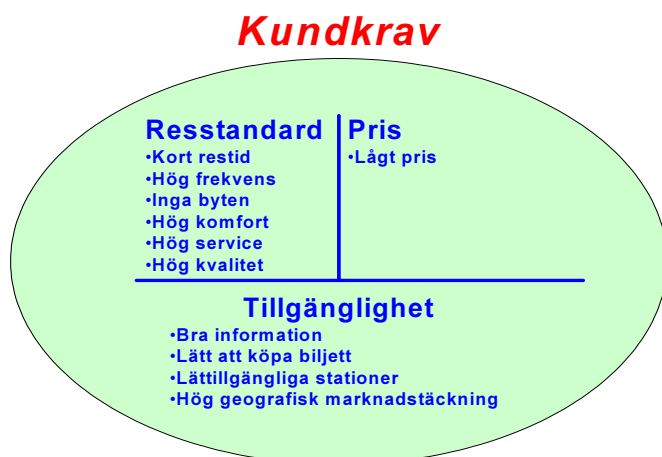 Kundkrav
Resstandard
•Kort restid
•Hög frekvens
•Inga byten
•Hög komfort
•Hög service
•Hög kvalitet
Pris
•Lågt pris
Tillgänglighet
•Bra information
•Lätt att köpa biljett
•Lättillgängliga stationer
•Hög geografisk marknadstäckning